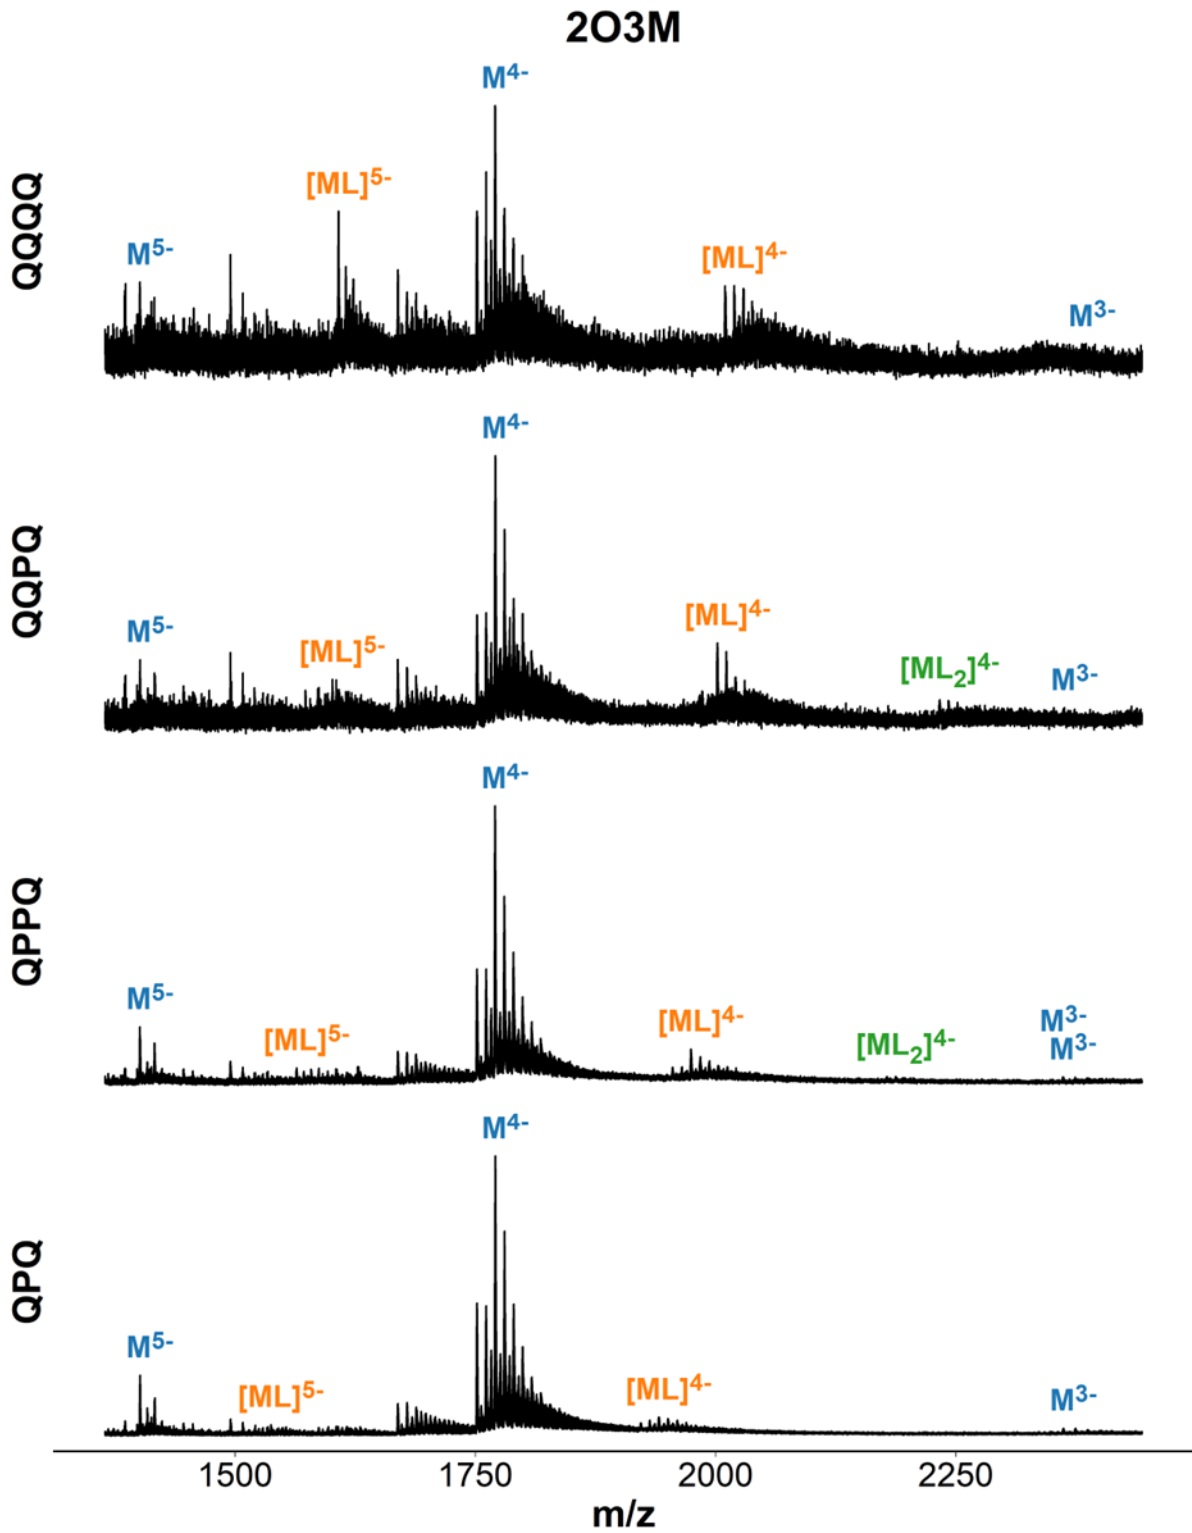 2O3M
QQQQ
M5-
[ML]5-
M4-
[ML]4-
M3-
QQPQ
M5-
[ML]5-
M4-
[ML]4-
[ML2]4-
M3-
QPPQ
M5-
[ML]5-
M4-
[ML]4-
[ML2]4-
M3-
M3-
QPQ
M5-
[ML]5-
M4-
[ML]4-
M3-
1500 1750 2000 2250
m/z